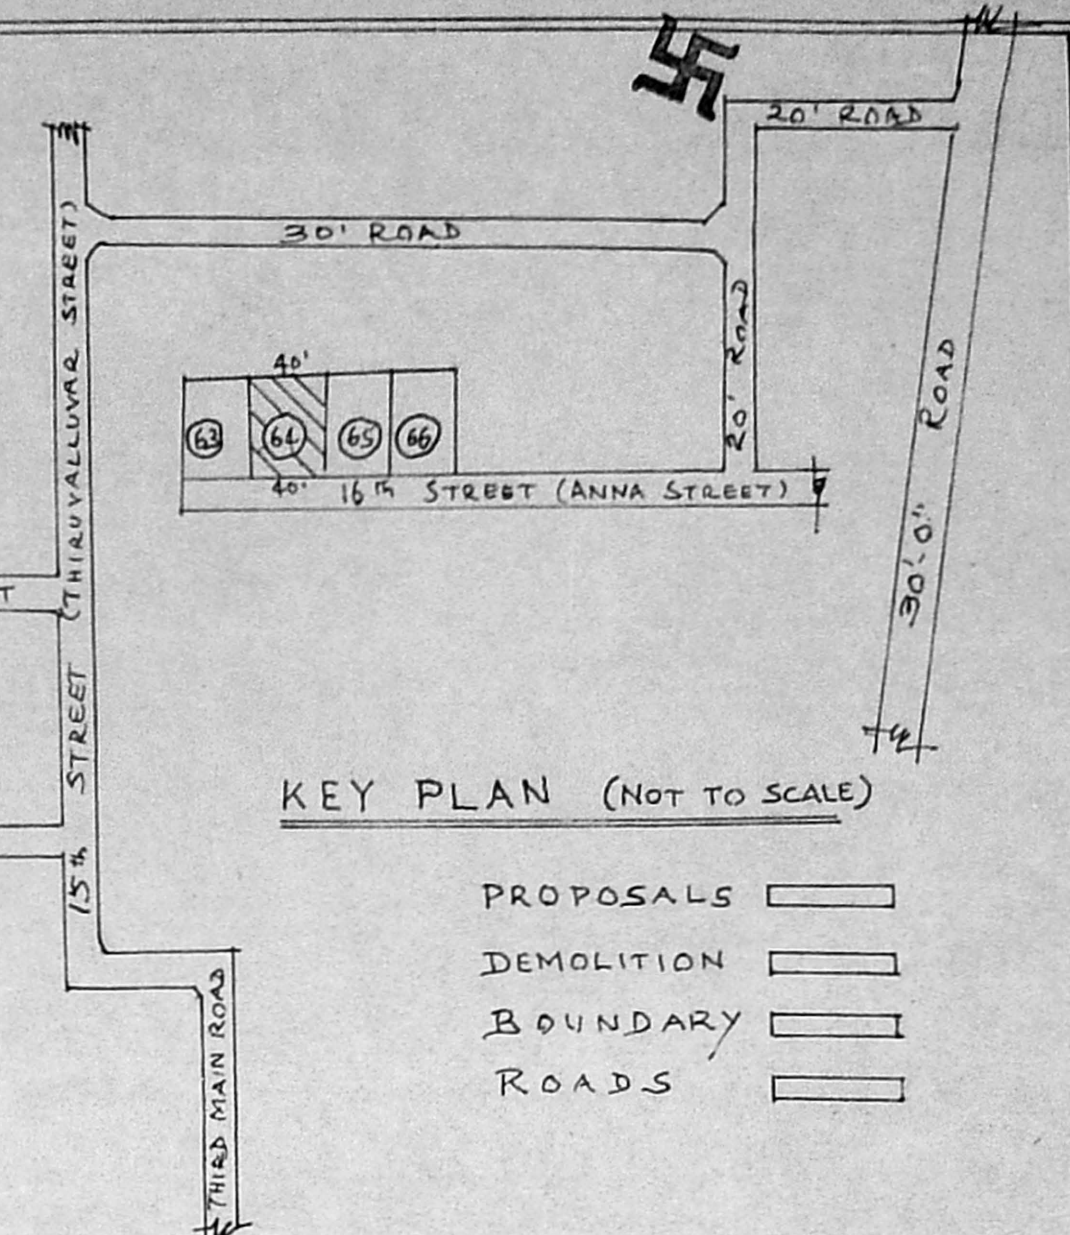 20' ROAD
30' ROAD
20' ROAD
30'-0" ROAD
15th STREET (THIRUVALLUVAR STREET)
40'
63 64 65 66
40'
16th STREET (ANNA STREET)
T
KEY PLAN (NOT TO SCALE)
PROPOSALS
DEMOLITION
BOUNDARY
ROADS
THIRD MAIN ROAD